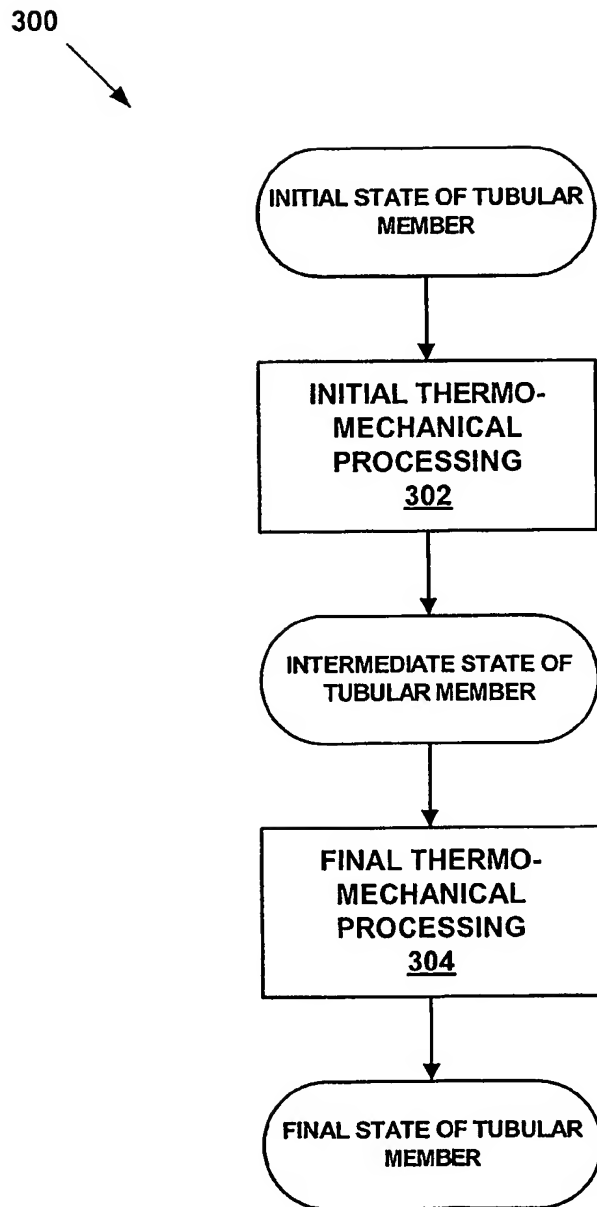 300
INITIAL STATE OF TUBULAR
MEMBER
INITIAL THERMO-
MECHANICAL
PROCESSING
302
INTERMEDIATE STATE OF
TUBULAR MEMBER
FINAL THERMO-
MECHANICAL
PROCESSING
304
FINAL STATE OF TUBULAR
MEMBER